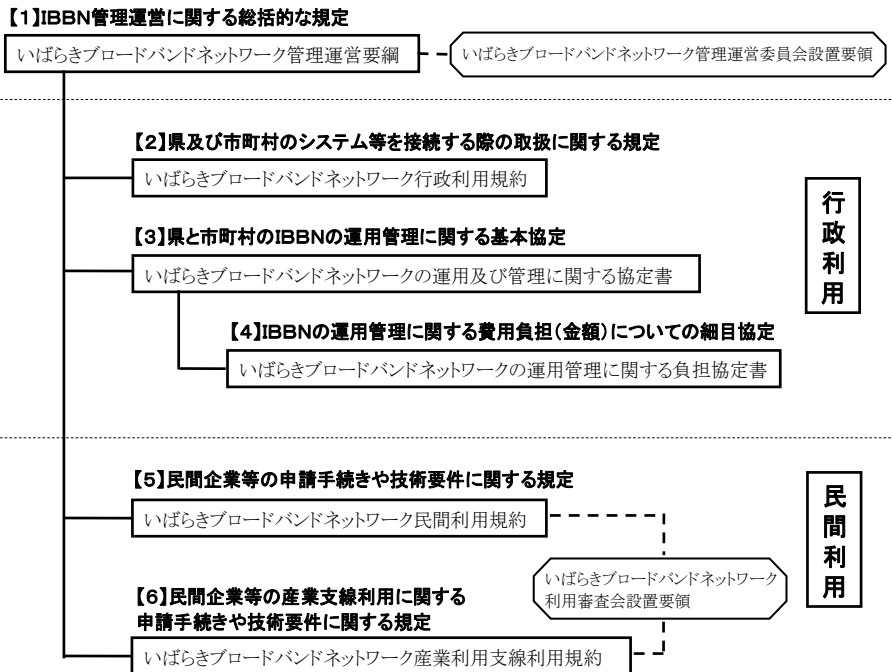 【1】IBBN管理運営に関する総括的な規定
いばらきブロードバンドネットワーク管理運営要綱
いばらきブロードバンドネットワーク管理運営委員会設置要領
【2】県及び市町村のシステム等を接続する際の取扱に関する規定
いばらきブロードバンドネットワーク行政利用規約
行政利用
【3】県と市町村のIBBNの運用管理に関する基本協定
いばらきブロードバンドネットワークの運用及び管理に関する協定書
【4】IBBNの運用管理に関する費用負担(金額)についての細目協定
いばらきブロードバンドネットワークの運用管理に関する負担協定書
【5】民間企業等の申請手続きや技術要件に関する規定
いばらきブロードバンドネットワーク民間利用規約
民間利用
いばらきブロードバンドネットワーク
利用審査会設置要領
【6】民間企業等の産業支線利用に関する
申請手続きや技術要件に関する規定
いばらきブロードバンドネットワーク産業利用支線利用規約